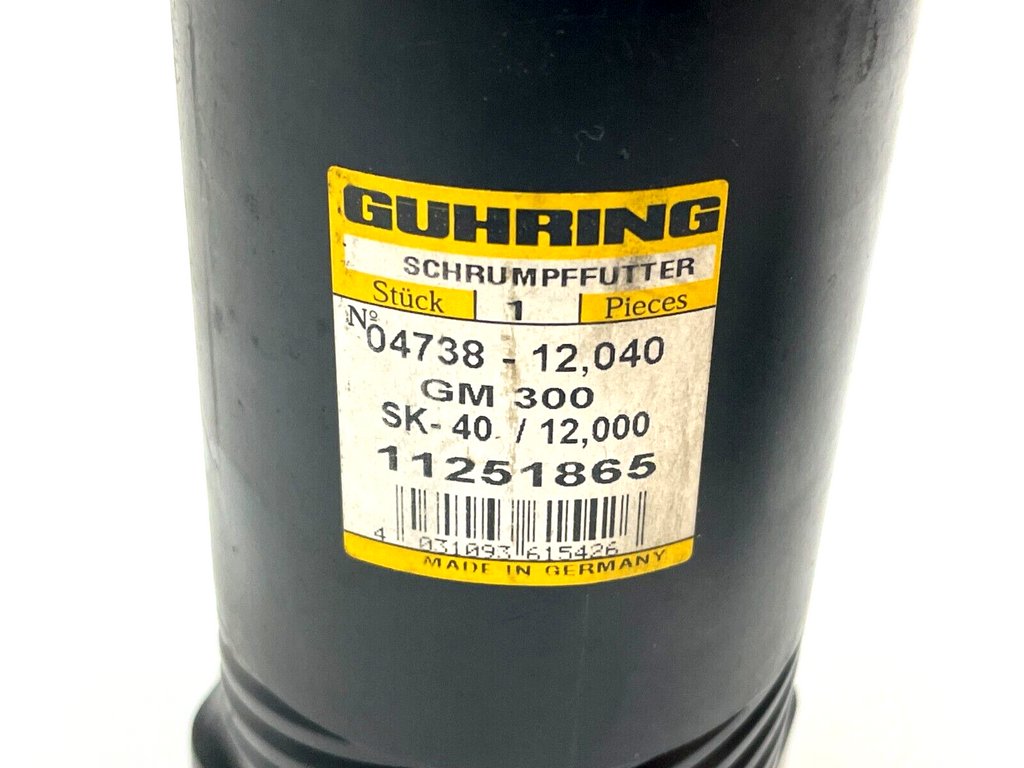 GUHRING
SCHRUMPFFUTTER
Stück 1 Pieces
Nº 04738 - 12,040
GM 300
SK- 40 / 12,000
11251865
4 031093 615426
MADE IN GERMANY